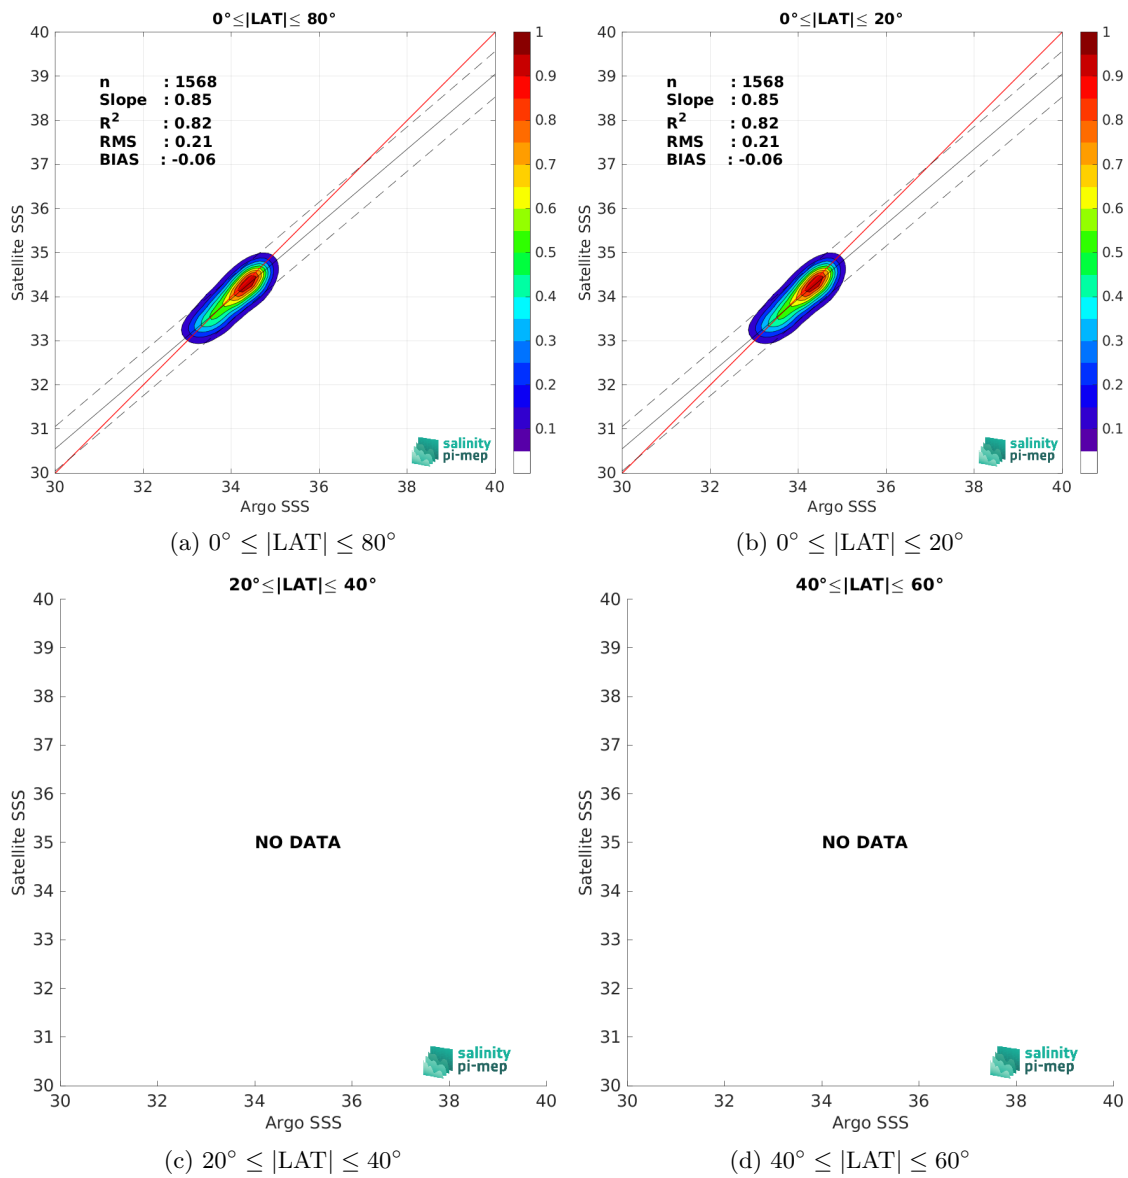 0°≤|LAT|≤ 80°
n : 1568
Slope : 0.85
R2 : 0.82
RMS : 0.21
BIAS : -0.06
40
39
38
37
36
35
34
33
32
31
30
Satellite SSS
30
32
34
36
38
40
Argo SSS
1
0.9
0.8
0.7
0.6
0.5
0.4
0.3
0.2
0.1
salinity
pi-mep
(a) 0° ≤ |LAT| ≤ 80°
0°≤|LAT|≤ 20°
n : 1568
Slope : 0.85
R2 : 0.82
RMS : 0.21
BIAS : -0.06
40
39
38
37
36
35
34
33
32
31
30
Satellite SSS
30
32
34
36
38
40
Argo SSS
1
0.9
0.8
0.7
0.6
0.5
0.4
0.3
0.2
0.1
salinity
pi-mep
(b) 0° ≤ |LAT| ≤ 20°
20°≤|LAT|≤ 40°
40
39
38
37
36
35
34
33
32
31
30
Satellite SSS
NO DATA
30
32
34
36
38
40
Argo SSS
salinity
pi-mep
(c) 20° ≤ |LAT| ≤ 40°
40°≤|LAT|≤ 60°
40
39
38
37
36
35
34
33
32
31
30
Satellite SSS
NO DATA
30
32
34
36
38
40
Argo SSS
salinity
pi-mep
(d) 40° ≤ |LAT| ≤ 60°